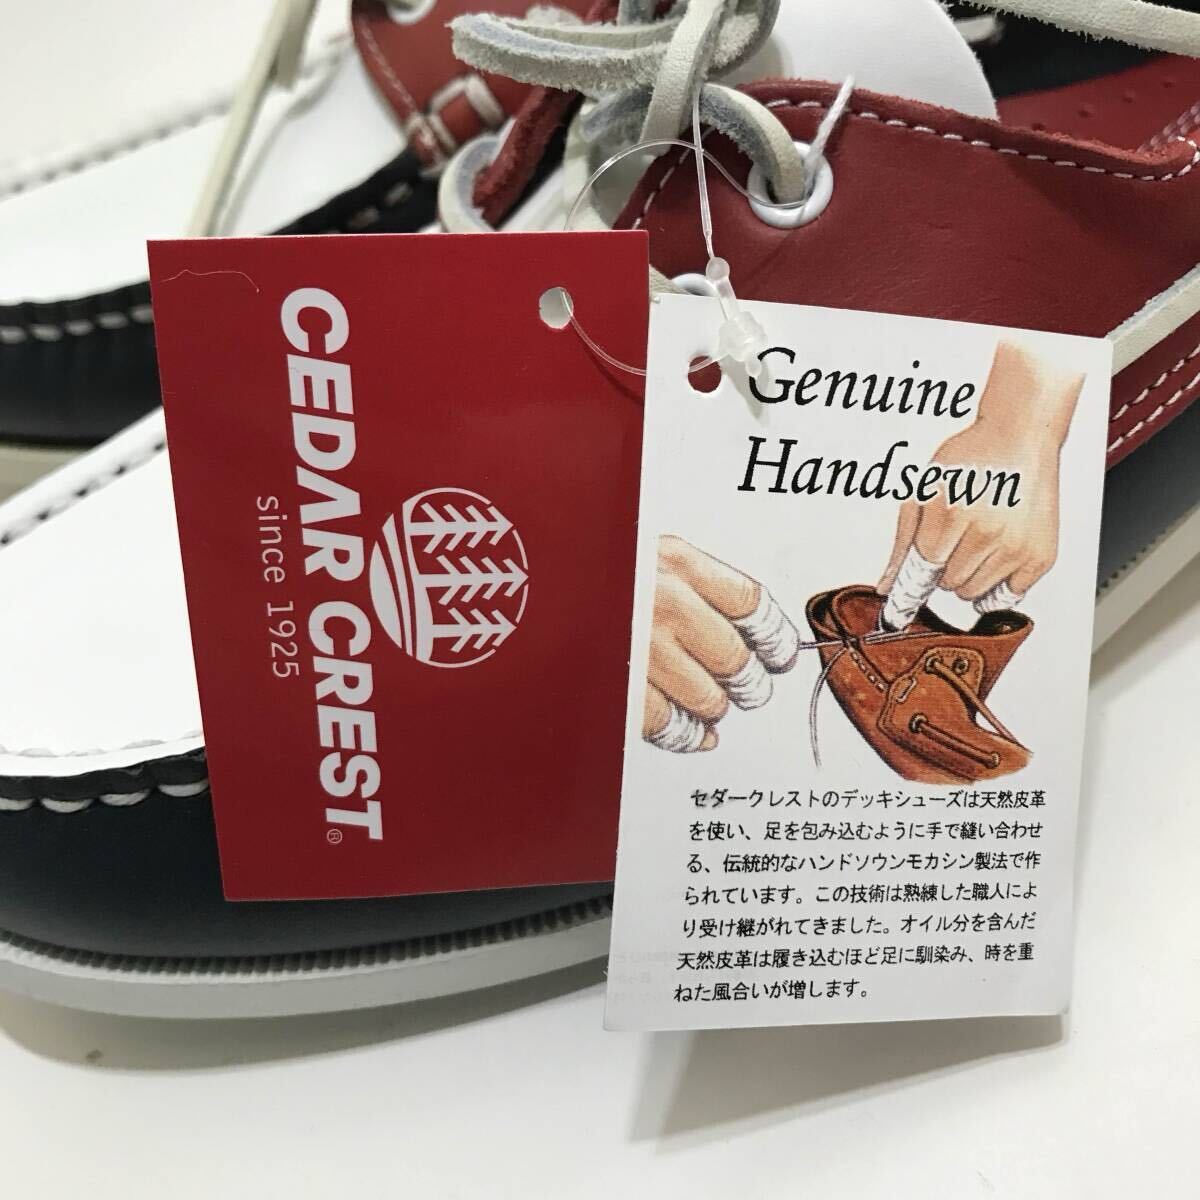 CEDAR CREST®
since 1925
Genuine
Handsewn
セダークレストのデッキシューズは天然皮革
を使い、足を包み込むように手で縫い合わせ
る、伝統的なハンドソウンモカシン製法で作
られています。この技術は熟練した職人によ
り受け継がれてきました。オイル分を含んだ
天然皮革は履き込むほど足に馴染み、時を重
ねた風合いが増します。